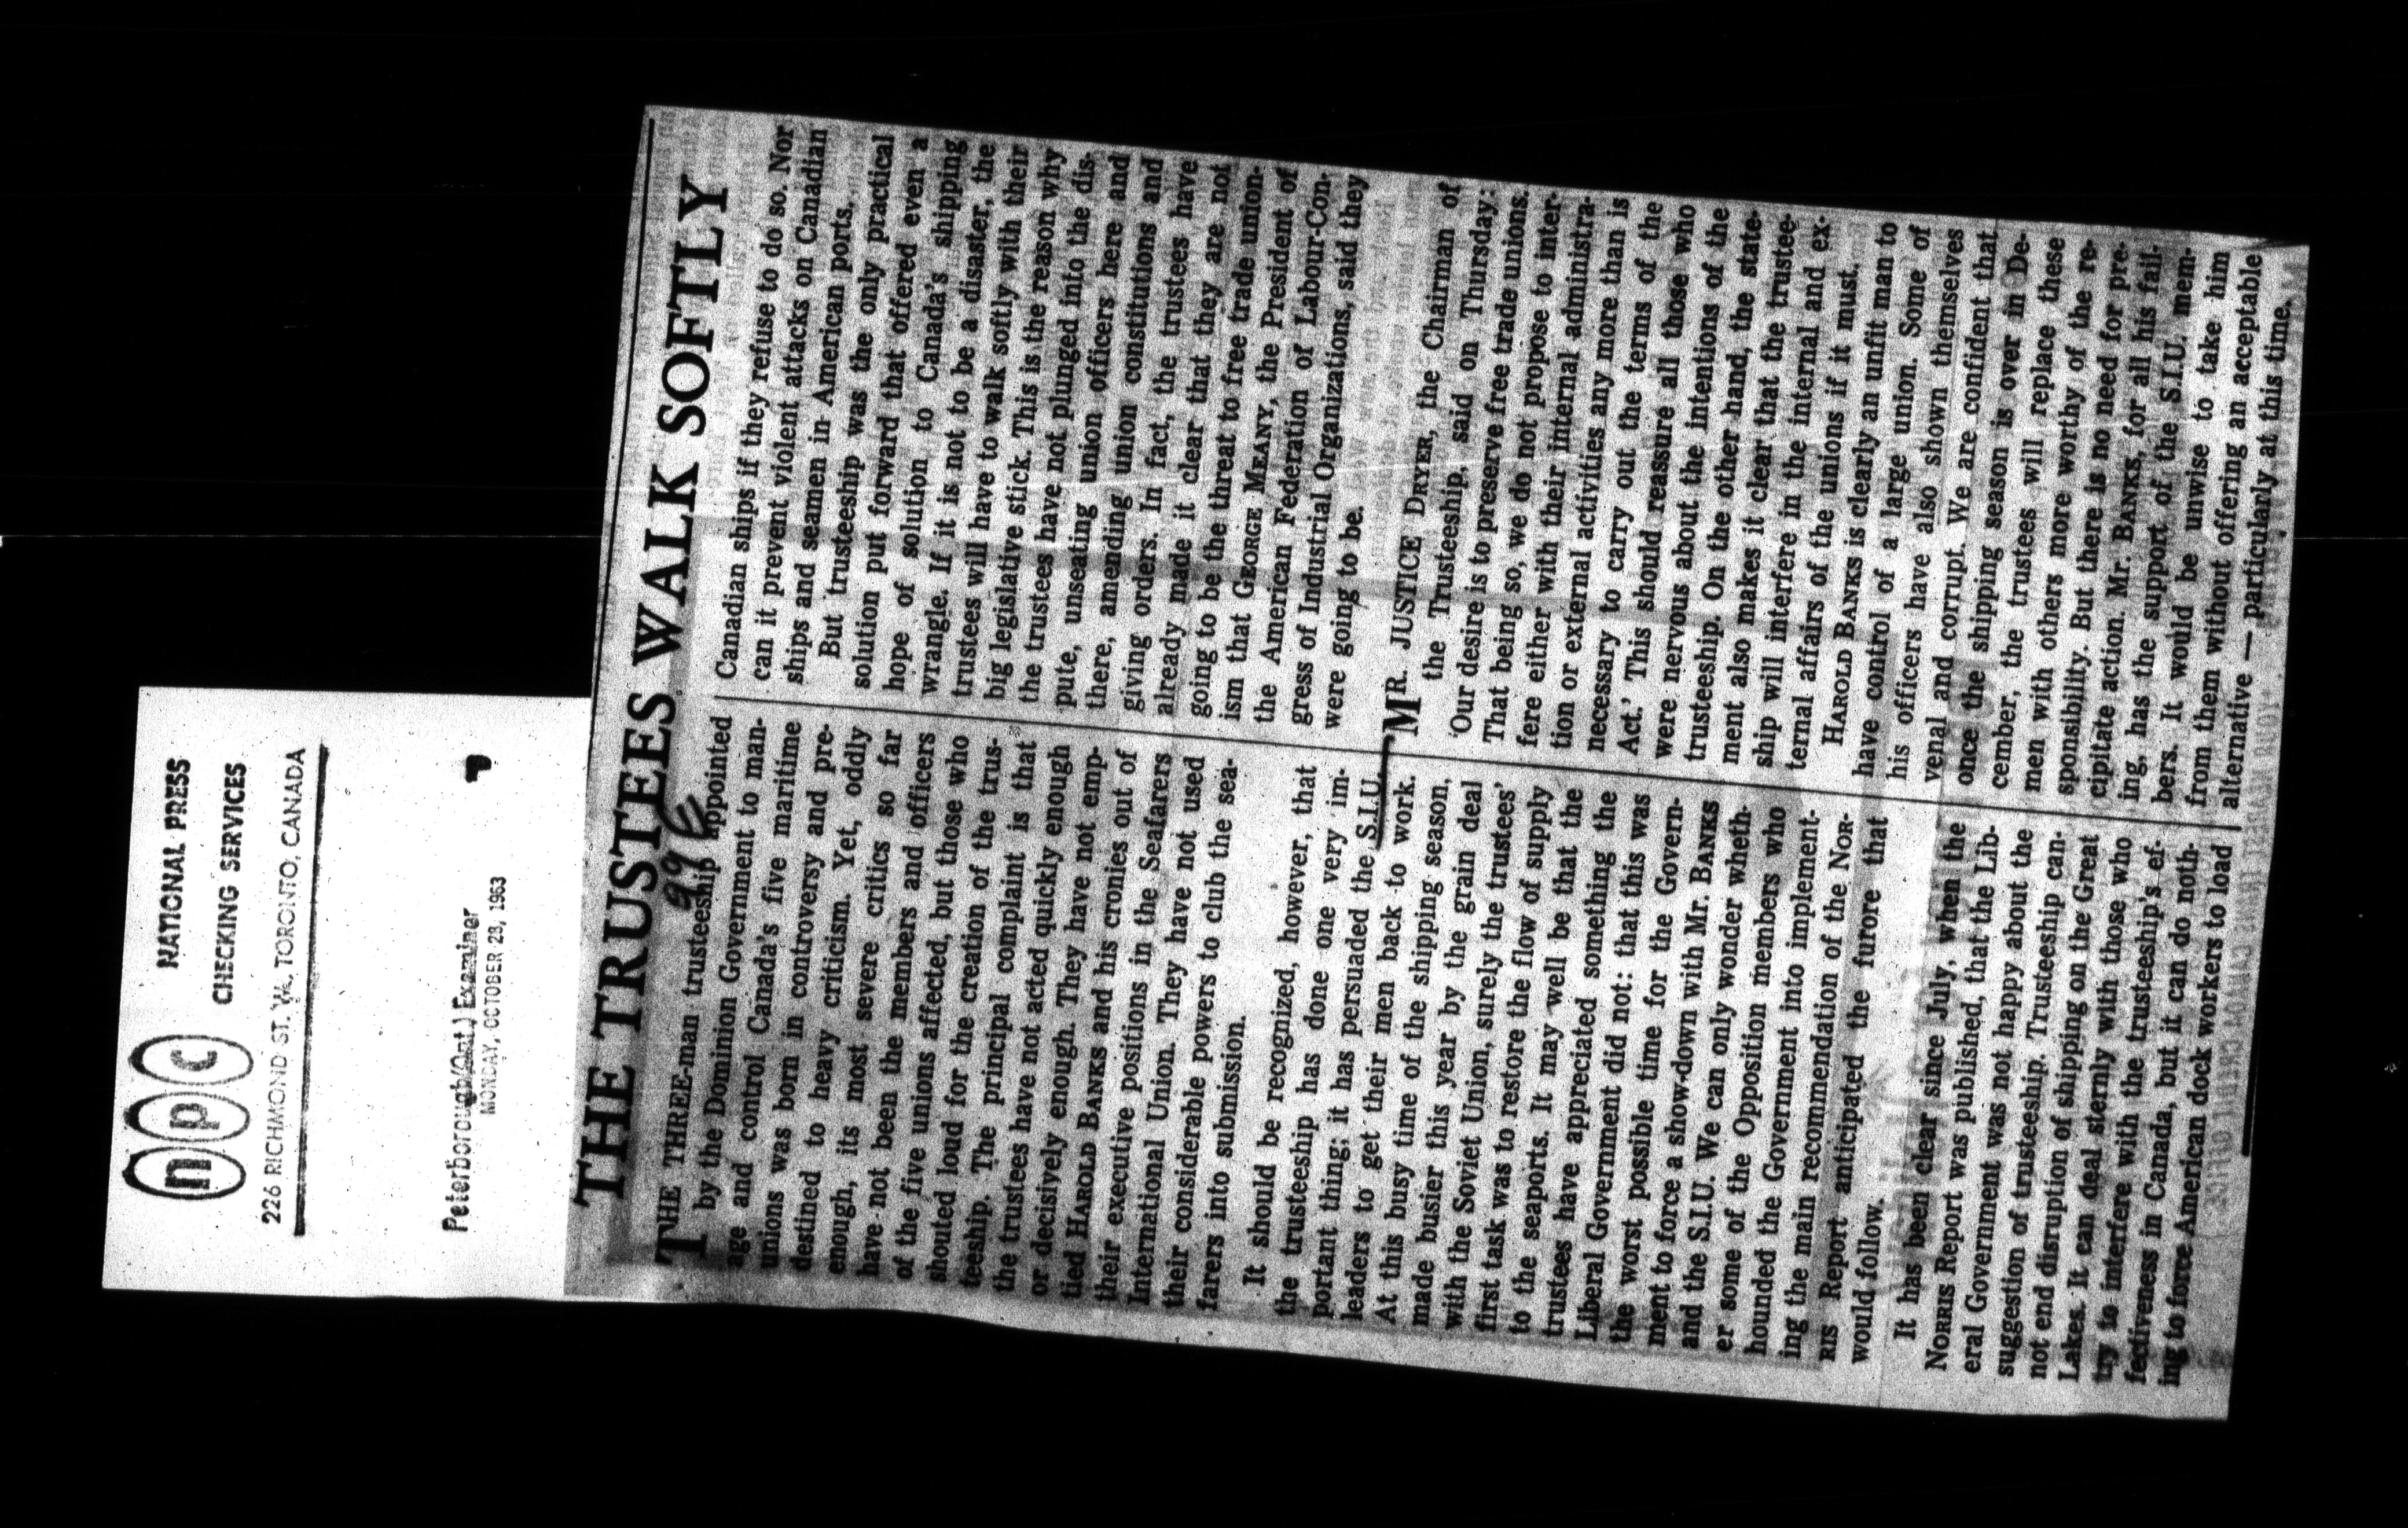 npc
NATIONAL PRESS
CHECKING SERVICES
226 RICHMOND ST. W., TORONTO, CANADA
Peterborough (Ont.) Examiner
MONDAY, OCTOBER 28, 1963
THE TRUSTEES WALK SOFTLY
THE THREE-man trusteeship appointed
by the Dominion Government to man-
age and control Canada's five maritime
unions was born in controversy and pre-
destined to heavy criticism. Yet, oddly
enough, its most severe critics so far
have not been the members and officers
of the five unions affected, but those who
shouted loud for the creation of the trus-
teeship. The principal complaint is that
the trustees have not acted quickly enough
or decisively enough. They have not emp-
tied HAROLD BANKS and his cronies out of
their executive positions in the Seafarers
International Union. They have not used
their considerable powers to club the sea-
farers into submission.
It should be recognized, however, that
the trusteeship has done one very im-
portant thing; it has persuaded the S.I.U.
leaders to get their men back to work.
At this busy time of the shipping season,
made busier this year by the grain deal
with the Soviet Union, surely the trustees'
first task was to restore the flow of supply
to the seaports. It may well be that the
trustees have appreciated something the
Liberal Government did not: that this was
the worst possible time for the Govern-
ment to force a show-down with Mr. BANKS
and the S.I.U. We can only wonder wheth-
er some of the Opposition members who
hounded the Government into implement-
ing the main recommendation of the NOR-
RIS Report anticipated the furore that
would follow.
It has been clear since July, when the
NORRIS Report was published, that the Lib-
eral Government was not happy about the
suggestion of trusteeship. Trusteeship can-
not end disruption of shipping on the Great
Lakes. It can deal sternly with those who
try to interfere with the trusteeship's ef-
fectiveness in Canada, but it can do noth-
ing to force American dock workers to load
Canadian ships if they refuse to do so. Nor
can it prevent violent attacks on Canadian
ships and seamen in American ports.
But trusteeship was the only practical
solution put forward that offered even a
hope of solution to Canada's shipping
wrangle. If it is not to be a disaster, the
trustees will have to walk softly with their
big legislative stick. This is the reason why
the trustees have not plunged into the dis-
pute, unseating union officers here and
there, amending union constitutions and
giving orders. In fact, the trustees have
already made it clear that they are not
going to be the threat to free trade union-
ism that GEORGE MEANY, the President of
the American Federation of Labour-Con-
gress of Industrial Organizations, said they
were going to be.
MR. JUSTICE DRYER, the Chairman of
the Trusteeship, said on Thursday:
'Our desire is to preserve free trade unions.
That being so, we do not propose to inter-
fere either with their internal administra-
tion or external activities any more than is
necessary to carry out the terms of the
Act.' This should reassure all those who
were nervous about the intentions of the
trusteeship. On the other hand, the state-
ment also makes it clear that the trustee-
ship will interfere in the internal and ex-
ternal affairs of the unions if it must.
HAROLD BANKS is clearly an unfit man to
have control of a large union. Some of
his officers have also shown themselves
venal and corrupt. We are confident that
once the shipping season is over in De-
cember, the trustees will replace these
men with others more worthy of the re-
sponsibility. But there is no need for pre-
cipitate action. Mr. BANKS, for all his fail-
ing, has the support of the S.I.U. mem-
bers. It would be unwise to take him
from them without offering an acceptable
alternative — particularly at this time.